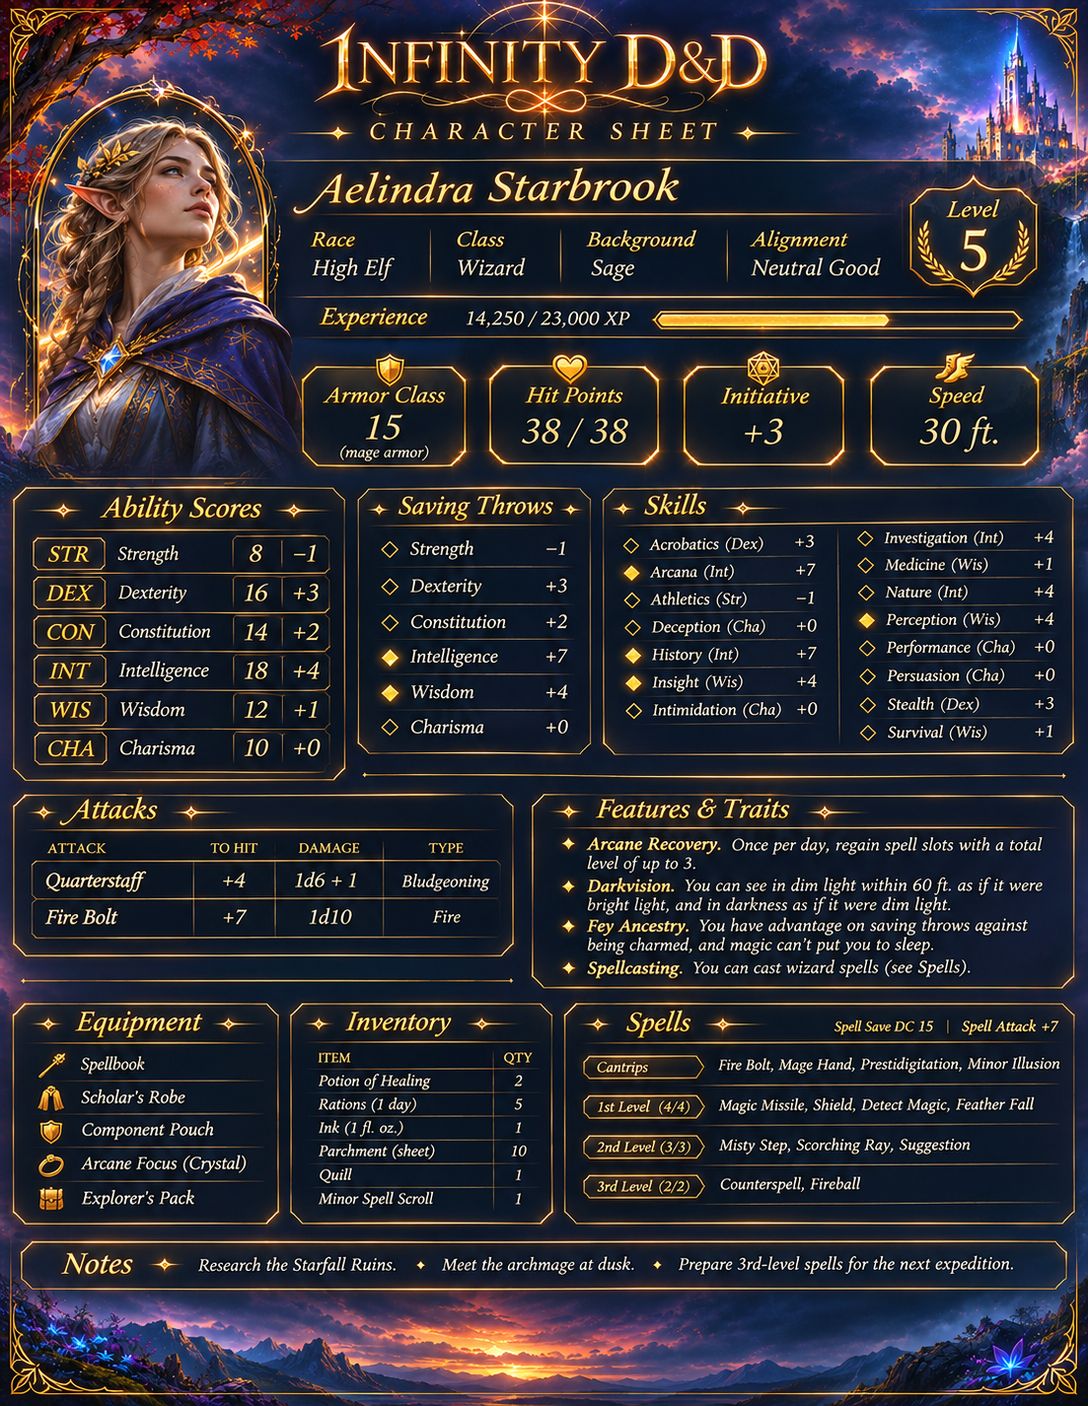 INFINITY D&D
CHARACTER SHEET
Aelindra Starbrook
Level
5
Race
High Elf
Class
Wizard
Background
Sage
Alignment
Neutral Good
Experience 14,250 / 23,000 XP
Armor Class
15
(mage armor)
Hit Points
38 / 38
Initiative
+3
Speed
30 ft.
Ability Scores
STR Strength 8 −1
DEX Dexterity 16 +3
CON Constitution 14 +2
INT Intelligence 18 +4
WIS Wisdom 12 +1
CHA Charisma 10 +0
Saving Throws
Strength −1
Dexterity +3
Constitution +2
Intelligence +7
Wisdom +4
Charisma +0
Skills
Acrobatics (Dex) +3
Arcana (Int) +7
Athletics (Str) −1
Deception (Cha) +0
History (Int) +7
Insight (Wis) +4
Intimidation (Cha) +0
Investigation (Int) +4
Medicine (Wis) +1
Nature (Int) +4
Perception (Wis) +4
Performance (Cha) +0
Persuasion (Cha) +0
Stealth (Dex) +3
Survival (Wis) +1
Attacks
ATTACK TO HIT DAMAGE TYPE
Quarterstaff +4 1d6 + 1 Bludgeoning
Fire Bolt +7 1d10 Fire
Features & Traits
Arcane Recovery. Once per day, regain spell slots with a total
level of up to 3.
Darkvision. You can see in dim light within 60 ft. as if it were
bright light, and in darkness as if it were dim light.
Fey Ancestry. You have advantage on saving throws against
being charmed, and magic can't put you to sleep.
Spellcasting. You can cast wizard spells (see Spells).
Equipment
Spellbook
Scholar's Robe
Component Pouch
Arcane Focus (Crystal)
Explorer's Pack
Inventory
ITEM QTY
Potion of Healing 2
Rations (1 day) 5
Ink (1 fl. oz.) 1
Parchment (sheet) 10
Quill 1
Minor Spell Scroll 1
Spells Spell Save DC 15 | Spell Attack +7
Cantrips Fire Bolt, Mage Hand, Prestidigitation, Minor Illusion
1st Level (4/4) Magic Missile, Shield, Detect Magic, Feather Fall
2nd Level (3/3) Misty Step, Scorching Ray, Suggestion
3rd Level (2/2) Counterspell, Fireball
Notes Research the Starfall Ruins. Meet the archmage at dusk. Prepare 3rd-level spells for the next expedition.